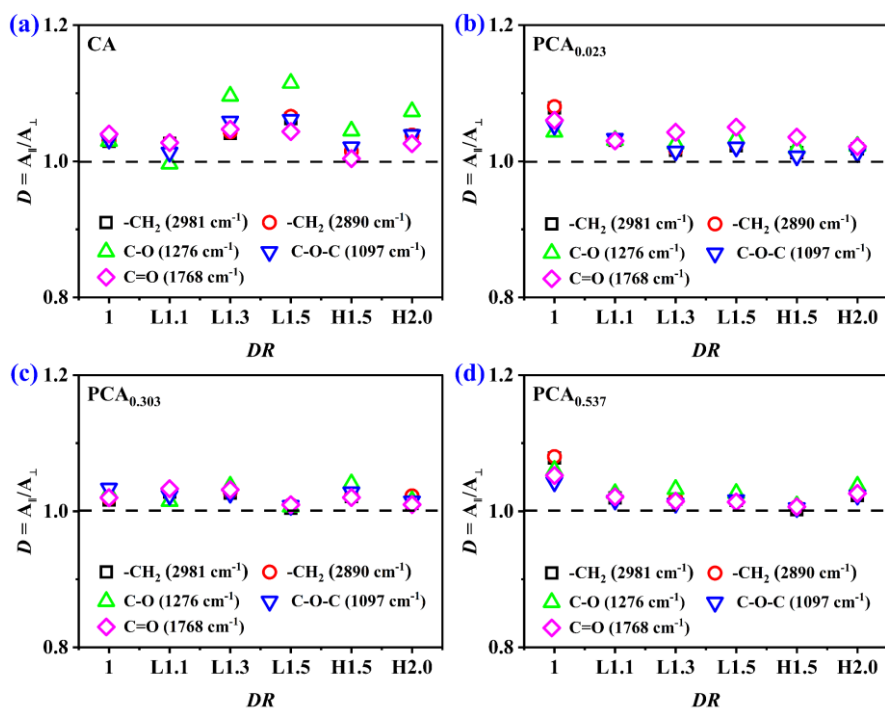 (a)
CA
1.2
1.0
0.8
D = A∥/A⊥
-CH₂ (2981 cm⁻¹) -CH₂ (2890 cm⁻¹)
C-O (1276 cm⁻¹) C-O-C (1097 cm⁻¹)
C=O (1768 cm⁻¹)
1 L1.1 L1.3 L1.5 H1.5 H2.0
DR
(b)
PCA₀.₀₂₃
1.2
1.0
0.8
D = A∥/A⊥
-CH₂ (2981 cm⁻¹) -CH₂ (2890 cm⁻¹)
C-O (1276 cm⁻¹) C-O-C (1097 cm⁻¹)
C=O (1768 cm⁻¹)
1 L1.1 L1.3 L1.5 H1.5 H2.0
DR
(c)
PCA₀.₃₀₃
1.2
1.0
0.8
D = A∥/A⊥
-CH₂ (2981 cm⁻¹) -CH₂ (2890 cm⁻¹)
C-O (1276 cm⁻¹) C-O-C (1097 cm⁻¹)
C=O (1768 cm⁻¹)
1 L1.1 L1.3 L1.5 H1.5 H2.0
DR
(d)
PCA₀.₅₃₇
1.2
1.0
0.8
D = A∥/A⊥
-CH₂ (2981 cm⁻¹) -CH₂ (2890 cm⁻¹)
C-O (1276 cm⁻¹) C-O-C (1097 cm⁻¹)
C=O (1768 cm⁻¹)
1 L1.1 L1.3 L1.5 H1.5 H2.0
DR